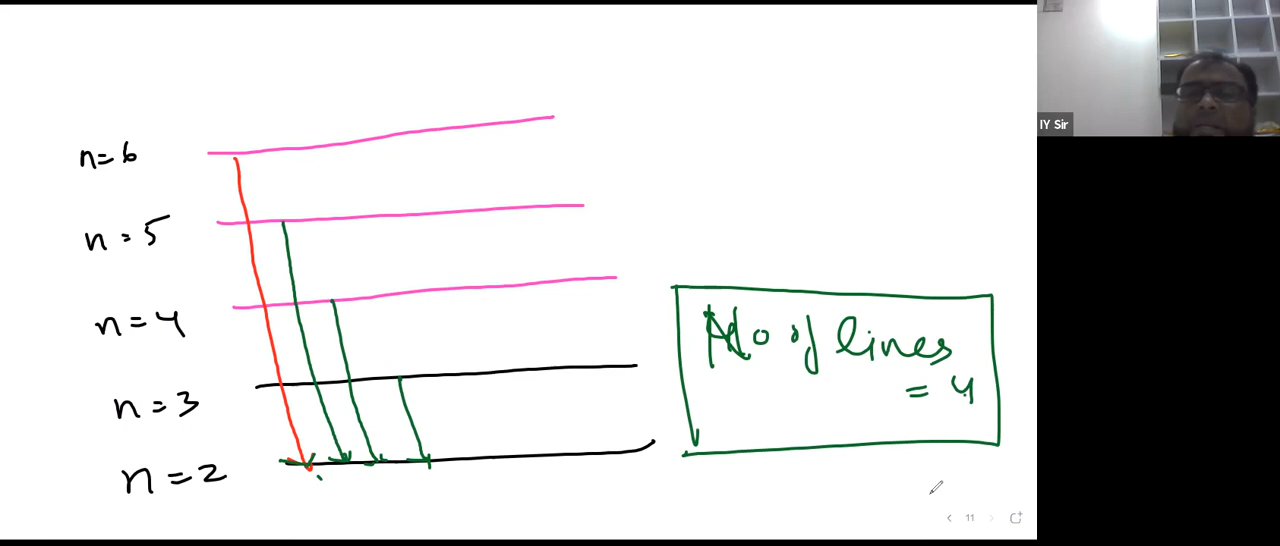 n=6
n=5
n=4
n=3
n=2
No of lines
= 4
IY Sir
11